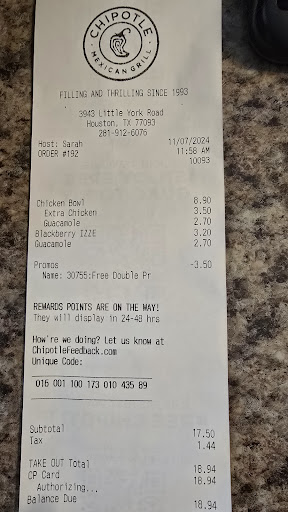 CHIPOTLE
MEXICAN GRILL
FILLING AND THRILLING SINCE 1993
3943 Little York Road
Houston, TX 77093
281-912-6076
Host: Sarah 11/07/2024
ORDER #192 11:58 AM
10093
Chicken Bowl 8.90
Extra Chicken 3.50
Guacamole 2.70
Blackberry IZZE 3.20
Guacamole 2.70
Promos -3.50
Name: 30755:Free Double Pr
REWARDS POINTS ARE ON THE WAY!
They will display in 24-48 hrs
How're we doing? Let us know at
ChipotleFeedback.com
Unique Code:
016 001 100 173 010 435 89
Subtotal 17.50
Tax 1.44
TAKE OUT Total 18.94
CP Card 18.94
Authorizing...
Balance Due 18.94